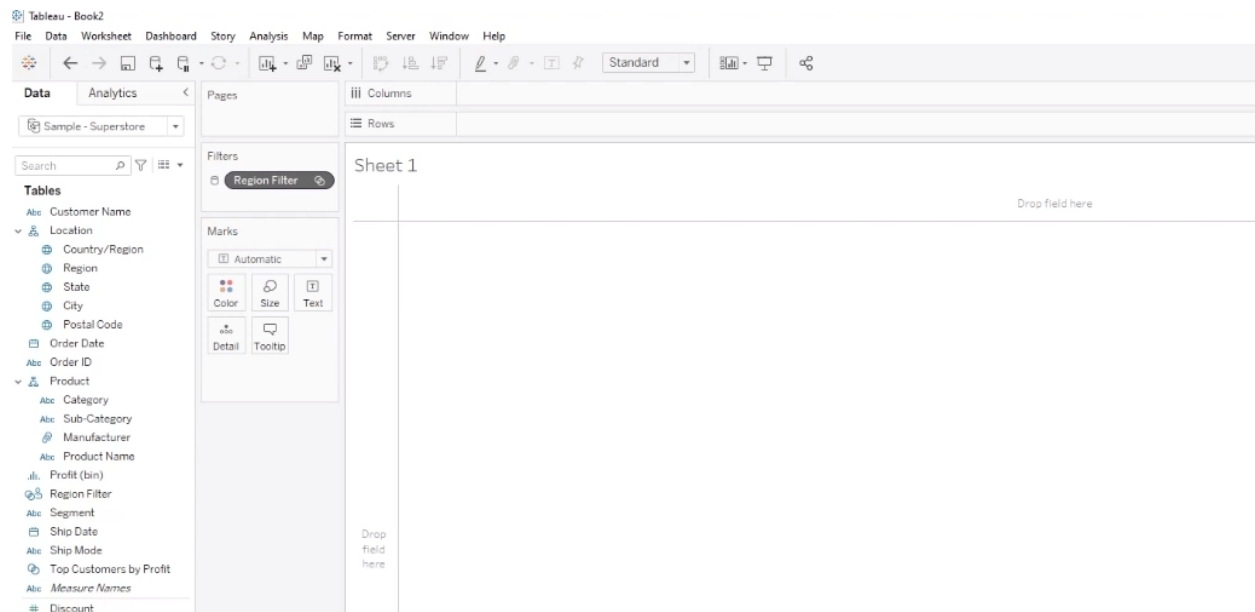 Tableau - Book2
File Data Worksheet Dashboard Story Analysis Map Format Server Window Help
Standard
Data Analytics
Sample - Superstore
Search
Tables
Abc Customer Name
Location
Country/Region
Region
State
City
Postal Code
Order Date
Abc Order ID
Product
Abc Category
Abc Sub-Category
Manufacturer
Abc Product Name
Profit (bin)
Region Filter
Abc Segment
Ship Date
Abc Ship Mode
Top Customers by Profit
Abc Measure Names
# Discount
Pages
Filters
Region Filter
Marks
T Automatic
Color Size Text
Detail Tooltip
Columns
Rows
Sheet 1
Drop field here
Drop
field
here